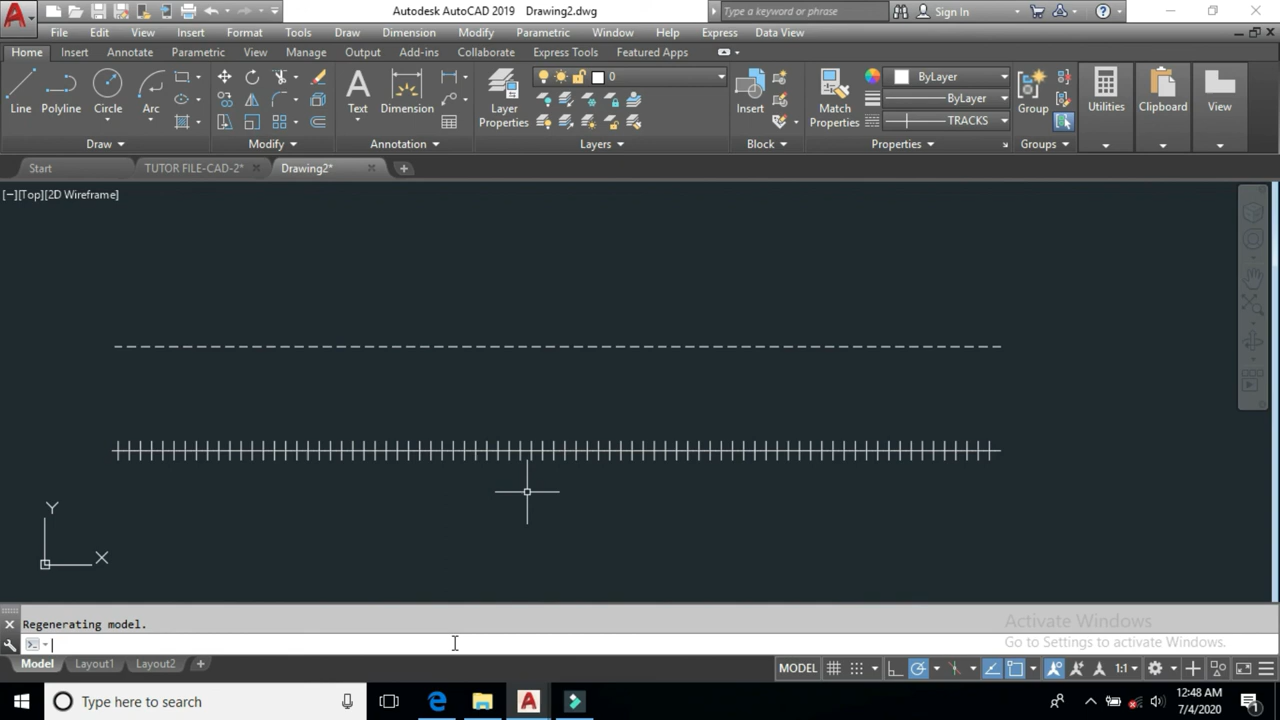 Autodesk AutoCAD 2019 Drawing2.dwg
Type a keyword or phrase
Sign In
File Edit View Insert Format Tools Draw Dimension Modify Parametric Window Help Express Data View
Home Insert Annotate Parametric View Manage Output Add-ins Collaborate Express Tools Featured Apps
Line Polyline Circle Arc
Text Dimension
Layer
Properties
0
Insert
Match
Properties
ByLayer
ByLayer
TRACKS
Group
Utilities
Clipboard
View
Draw Modify Annotation Layers Block Properties Groups
Start TUTOR FILE-CAD-2* Drawing2*
[−][Top][2D Wireframe]
Y
X
Regenerating model.
Activate Windows
Go to Settings to activate Windows.
Model Layout1 Layout2
MODEL
1:1
Type here to search
12:48 AM
7/4/2020
1